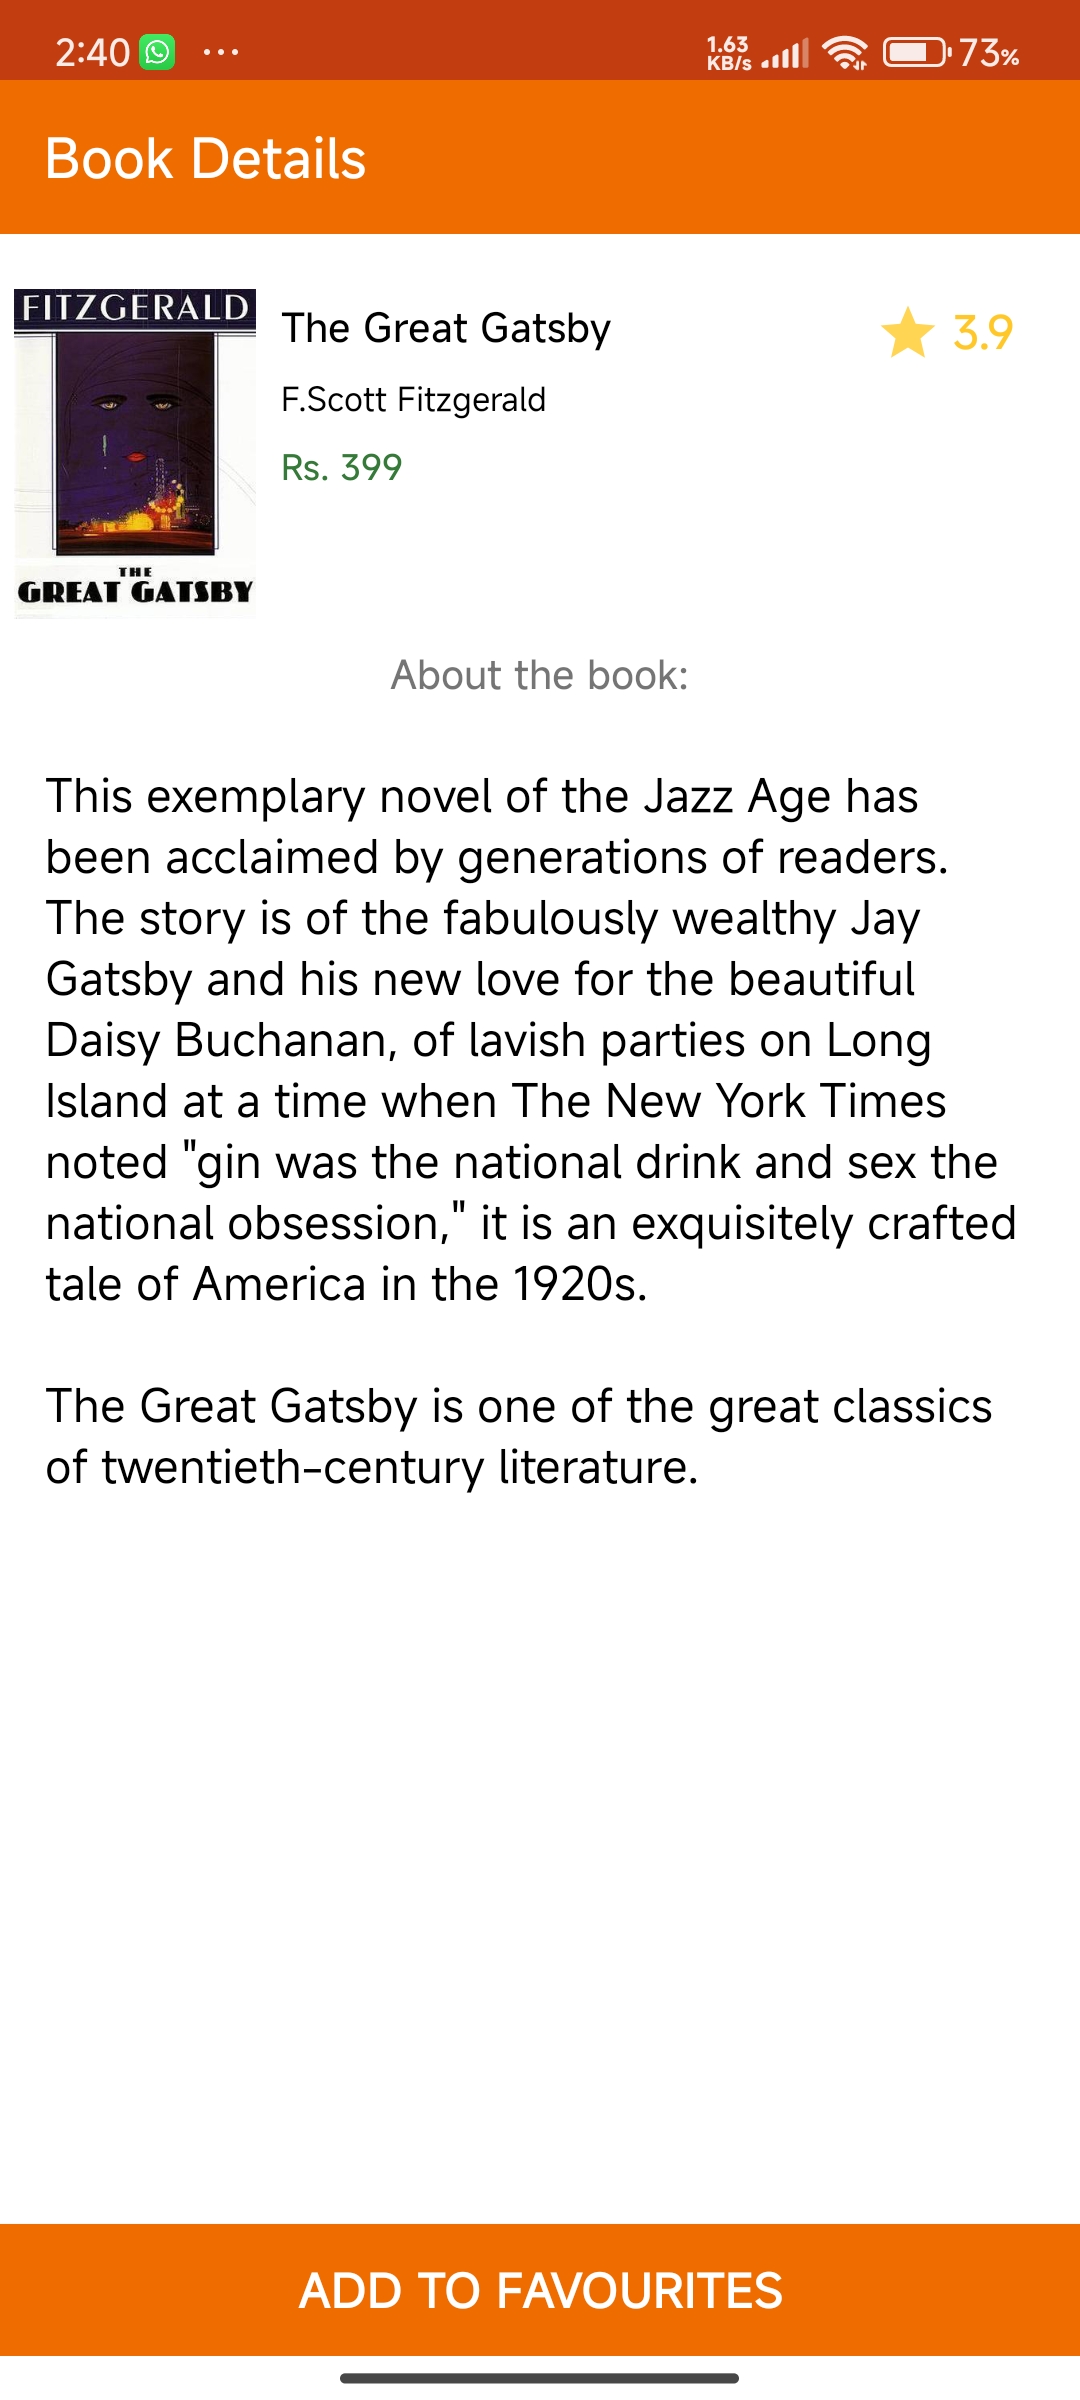 2:40 ... 1.63 KB/s 73%
Book Details
FITZGERALD
The Great Gatsby 3.9
F.Scott Fitzgerald
Rs. 399
THE
GREAT GATSBY
About the book:
This exemplary novel of the Jazz Age has
been acclaimed by generations of readers.
The story is of the fabulously wealthy Jay
Gatsby and his new love for the beautiful
Daisy Buchanan, of lavish parties on Long
Island at a time when The New York Times
noted "gin was the national drink and sex the
national obsession," it is an exquisitely crafted
tale of America in the 1920s.
The Great Gatsby is one of the great classics
of twentieth-century literature.
ADD TO FAVOURITES